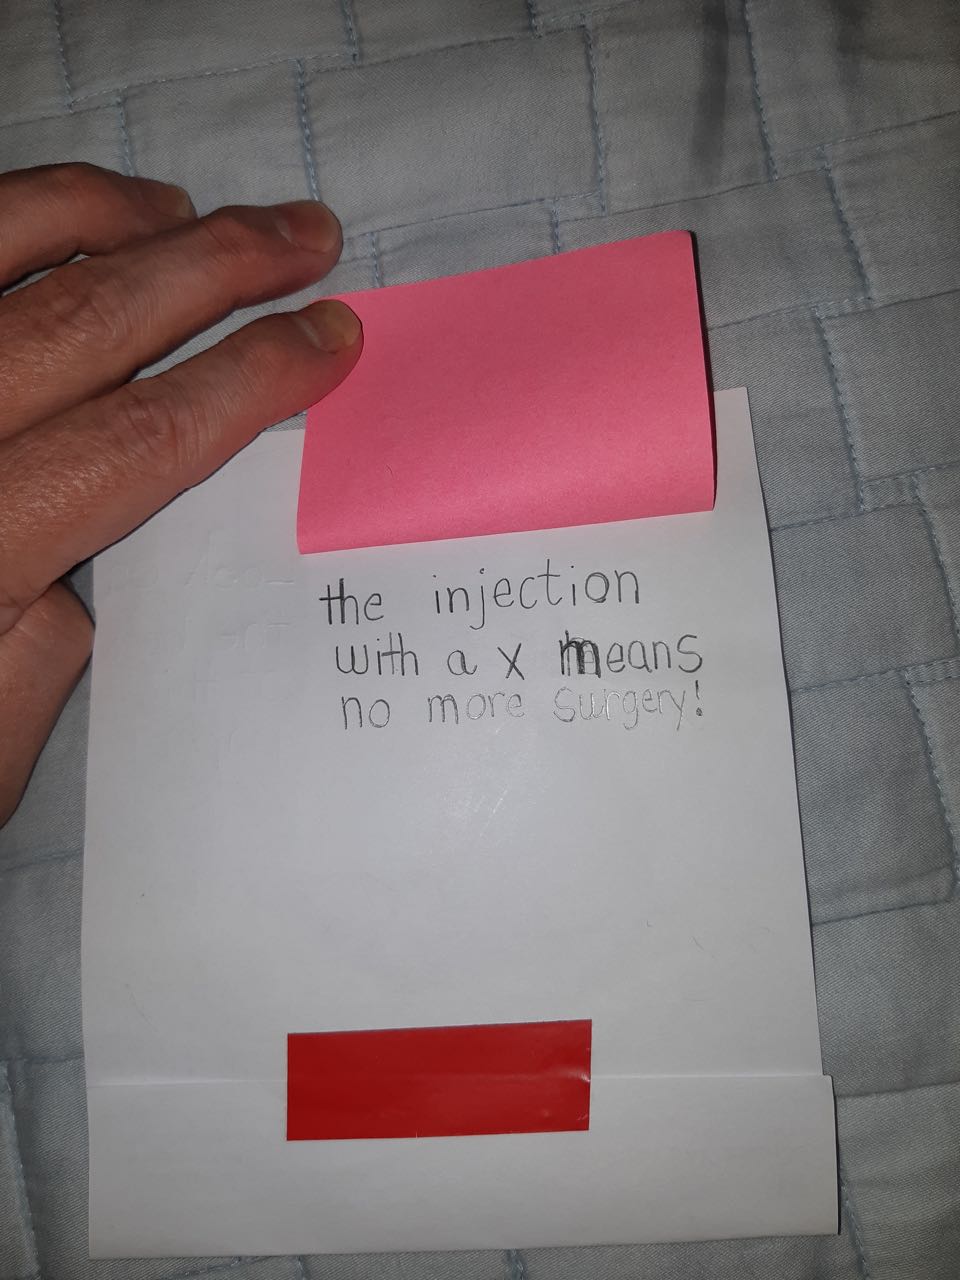 the injection
with a x means
no more surgery!